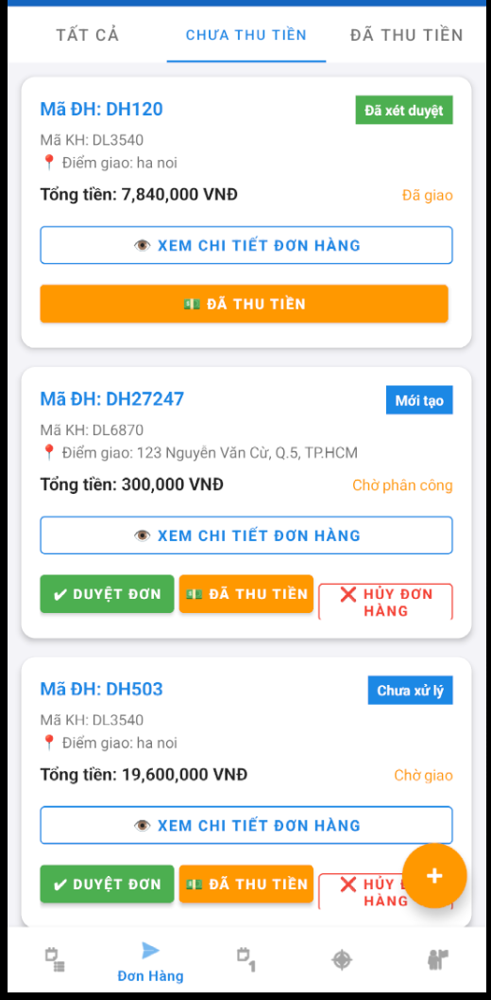 TẤT CẢ
CHƯA THU TIỀN
ĐÃ THU TIỀN
Mã ĐH: DH120
Đã xét duyệt
Mã KH: DL3540
📍 Điểm giao: ha noi
Tổng tiền: 7,840,000 VNĐ
Đã giao
👁 XEM CHI TIẾT ĐƠN HÀNG
💵 ĐÃ THU TIỀN
Mã ĐH: DH27247
Mới tạo
Mã KH: DL6870
📍 Điểm giao: 123 Nguyễn Văn Cừ, Q.5, TP.HCM
Tổng tiền: 300,000 VNĐ
Chờ phân công
👁 XEM CHI TIẾT ĐƠN HÀNG
✔ DUYỆT ĐƠN
💵 ĐÃ THU TIỀN
❌ HỦY ĐƠN
HÀNG
Mã ĐH: DH503
Chưa xử lý
Mã KH: DL3540
📍 Điểm giao: ha noi
Tổng tiền: 19,600,000 VNĐ
Chờ giao
👁 XEM CHI TIẾT ĐƠN HÀNG
✔ DUYỆT ĐƠN
💵 ĐÃ THU TIỀN
❌ HỦY
HÀNG
+
1
Đơn Hàng